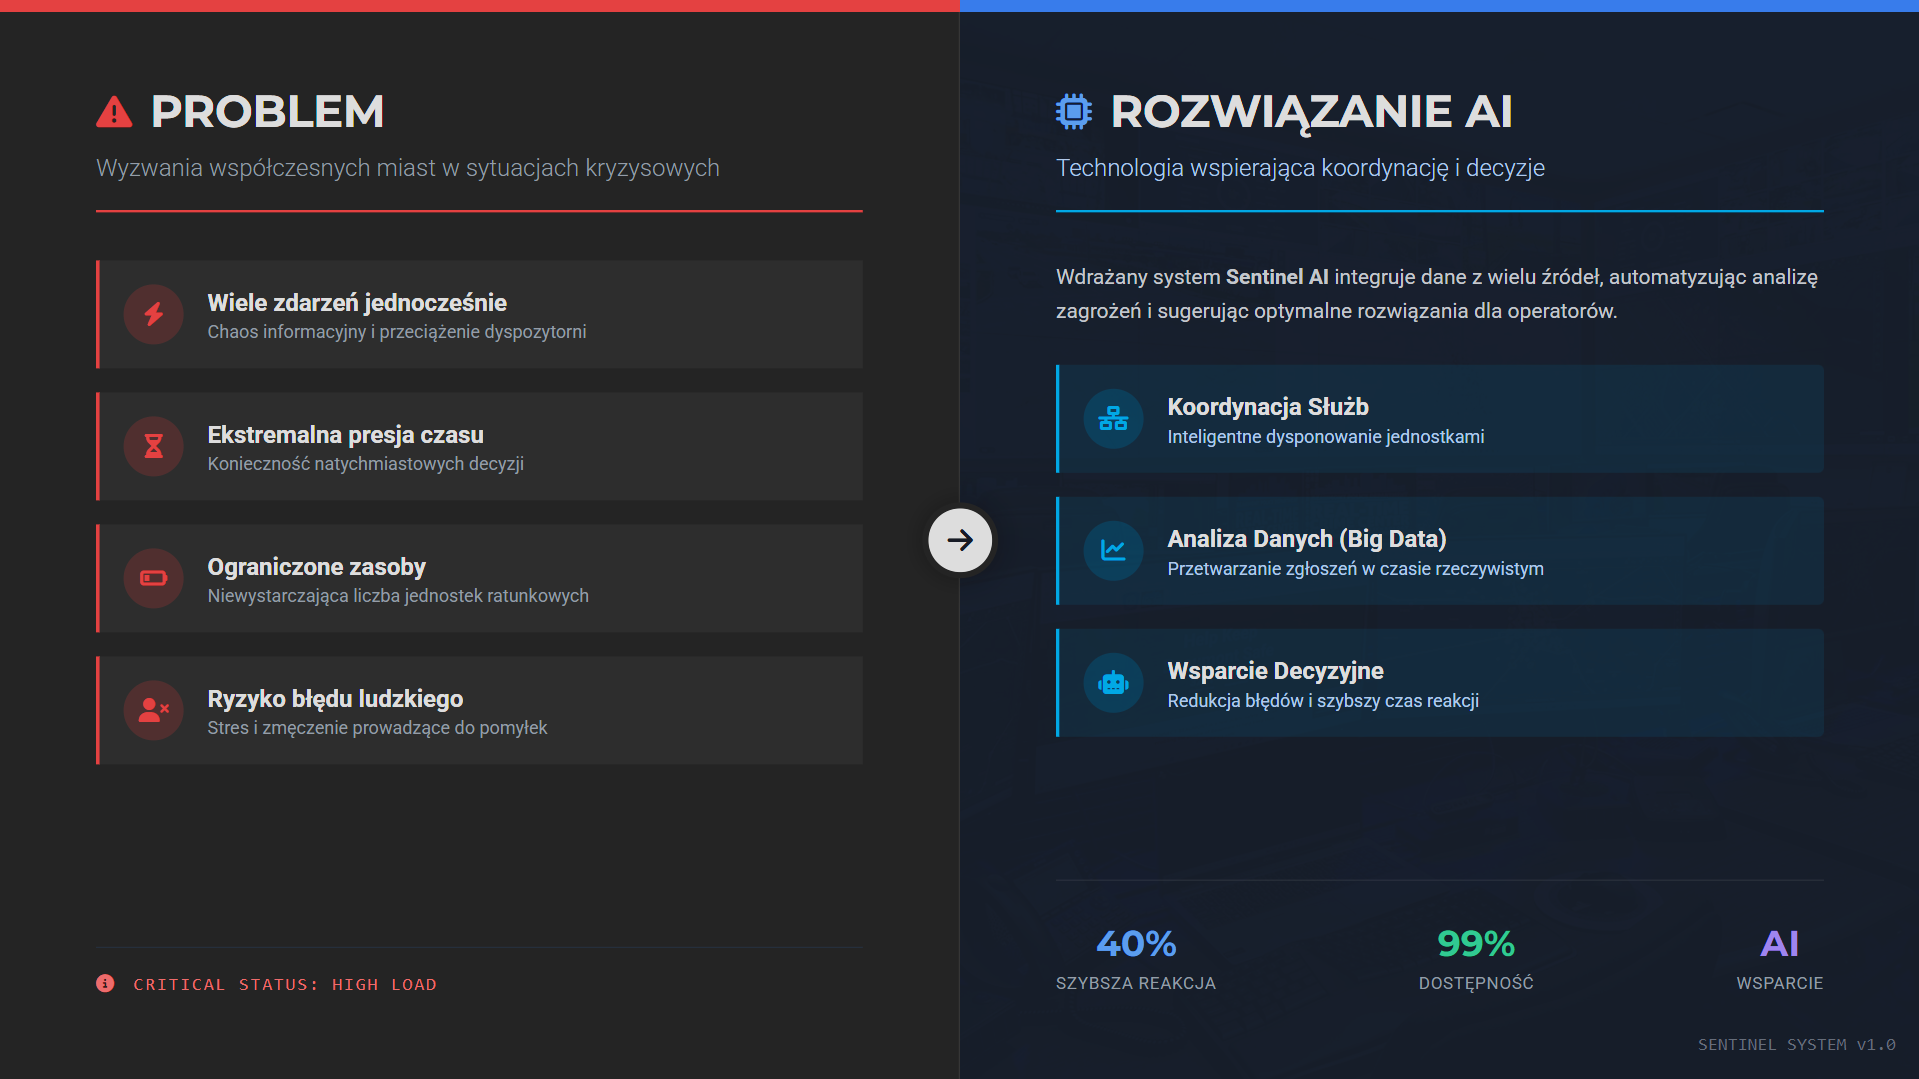 PROBLEM
Wyzwania współczesnych miast w sytuacjach kryzysowych
Wiele zdarzeń jednocześnie
Chaos informacyjny i przeciążenie dyspozytorni
Ekstremalna presja czasu
Konieczność natychmiastowych decyzji
Ograniczone zasoby
Niewystarczająca liczba jednostek ratunkowych
Ryzyko błędu ludzkiego
Stres i zmęczenie prowadzące do pomyłek
CRITICAL STATUS: HIGH LOAD
ROZWIĄZANIE AI
Technologia wspierająca koordynację i decyzje
Wdrażany system Sentinel AI integruje dane z wielu źródeł, automatyzując analizę
zagrożeń i sugerując optymalne rozwiązania dla operatorów.
Koordynacja Służb
Inteligentne dysponowanie jednostkami
Analiza Danych (Big Data)
Przetwarzanie zgłoszeń w czasie rzeczywistym
Wsparcie Decyzyjne
Redukcja błędów i szybszy czas reakcji
40%
SZYBSZA REAKCJA
99%
DOSTĘPNOŚĆ
AI
WSPARCIE
SENTINEL SYSTEM v1.0